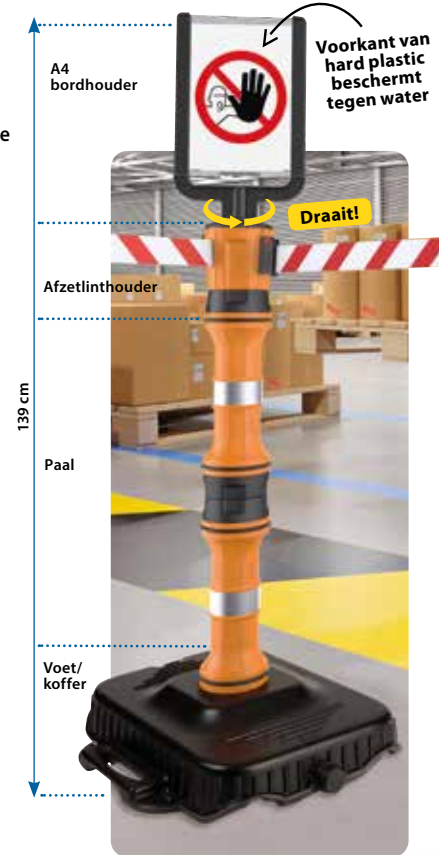 A4
bordhouder
Voorkant van
hard plastic
beschermt
tegen water
e
Draait!
Afzetlinthouder
139 cm
Paal
Voet/
koffer